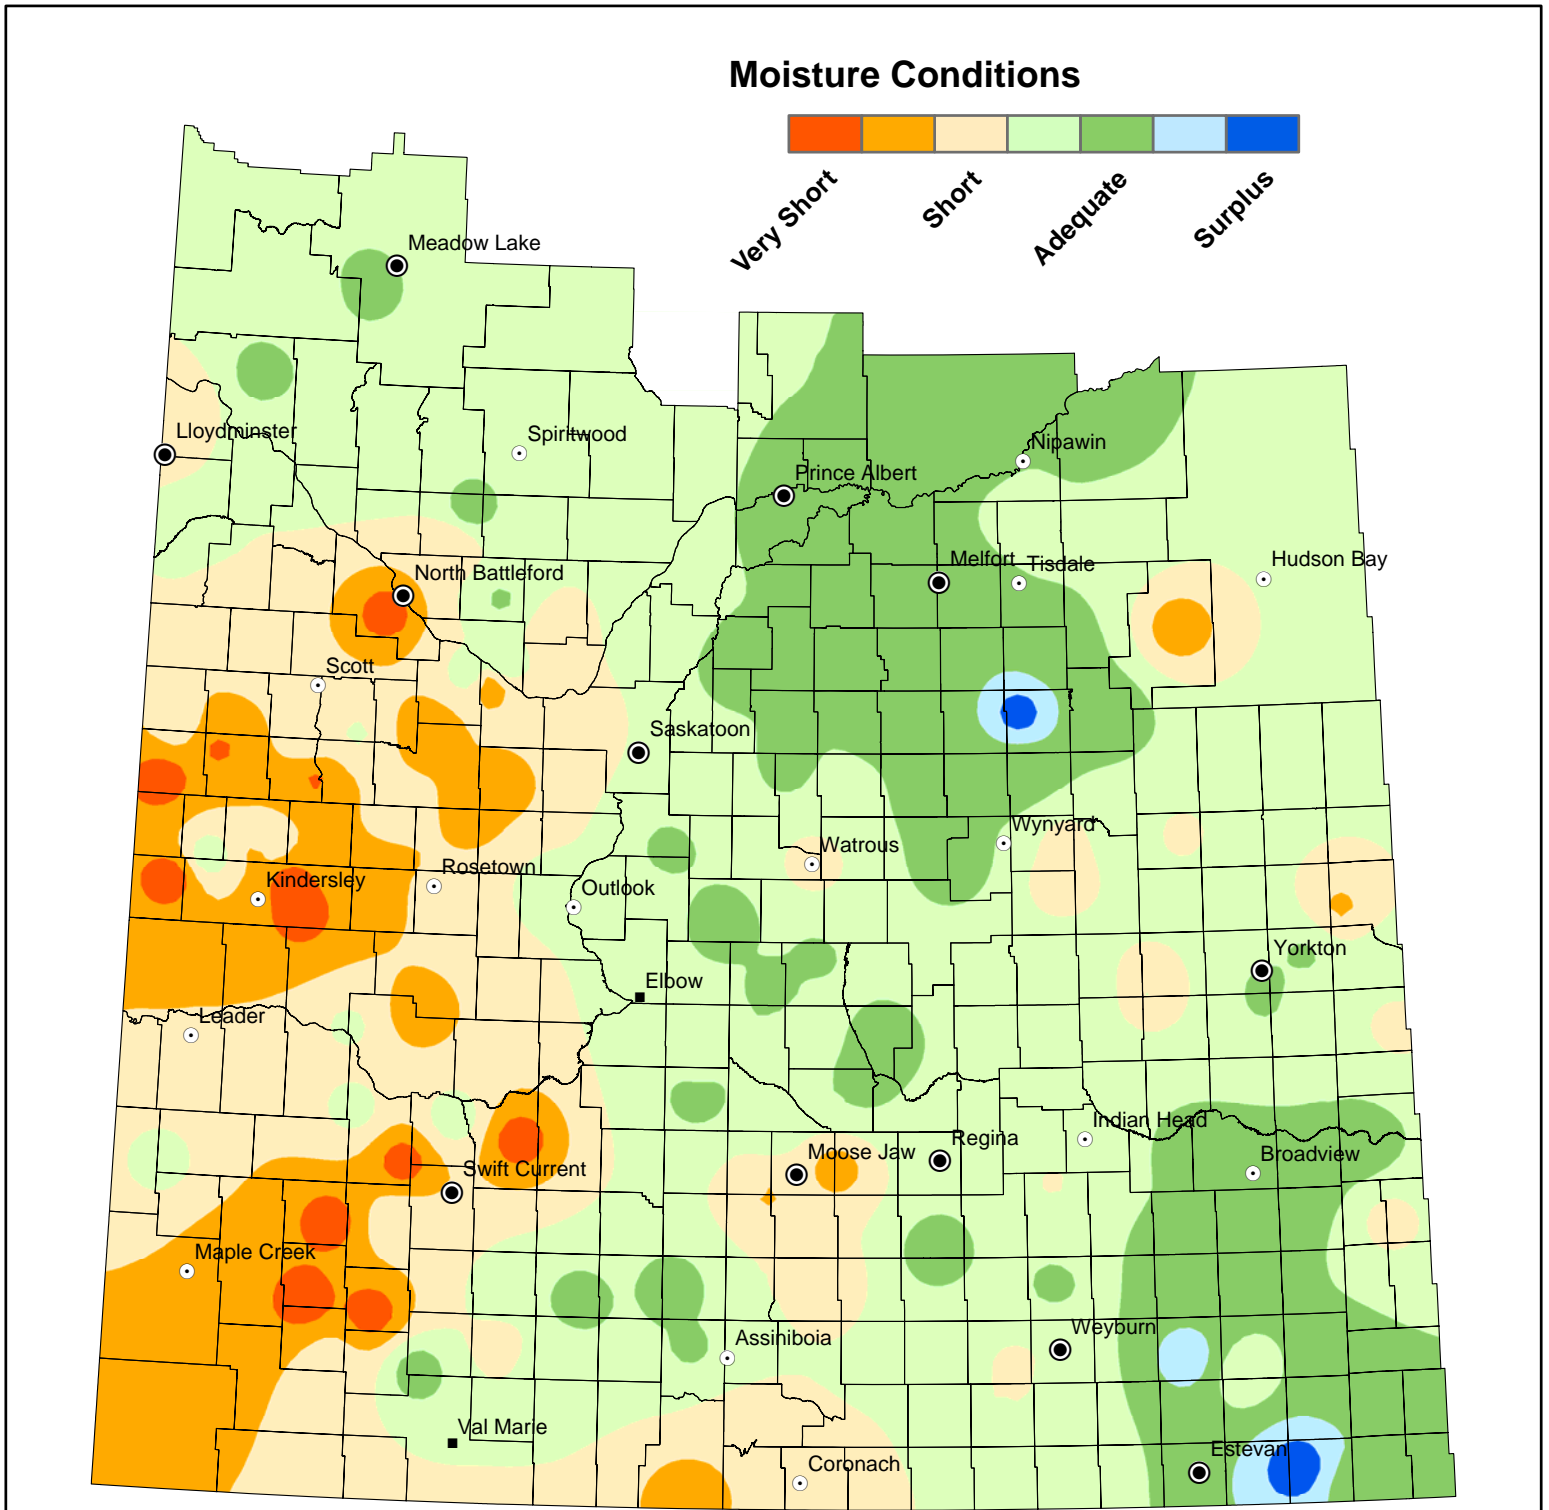 Moisture Conditions
Very Short
Short
Adequate
Surplus
Meadow Lake
Lloydminster
Spiritwood
Nipawin
Prince Albert
North Battleford
Melfort
Tisdale
Hudson Bay
Scott
Saskatoon
Wynyard
Watrous
Rosetown
Kindersley
Outlook
Yorkton
Elbow
Leader
Indian Head
Regina
Moose Jaw
Broadview
Swift Current
Maple Creek
Weyburn
Assiniboia
Val Marie
Estevan
Coronach